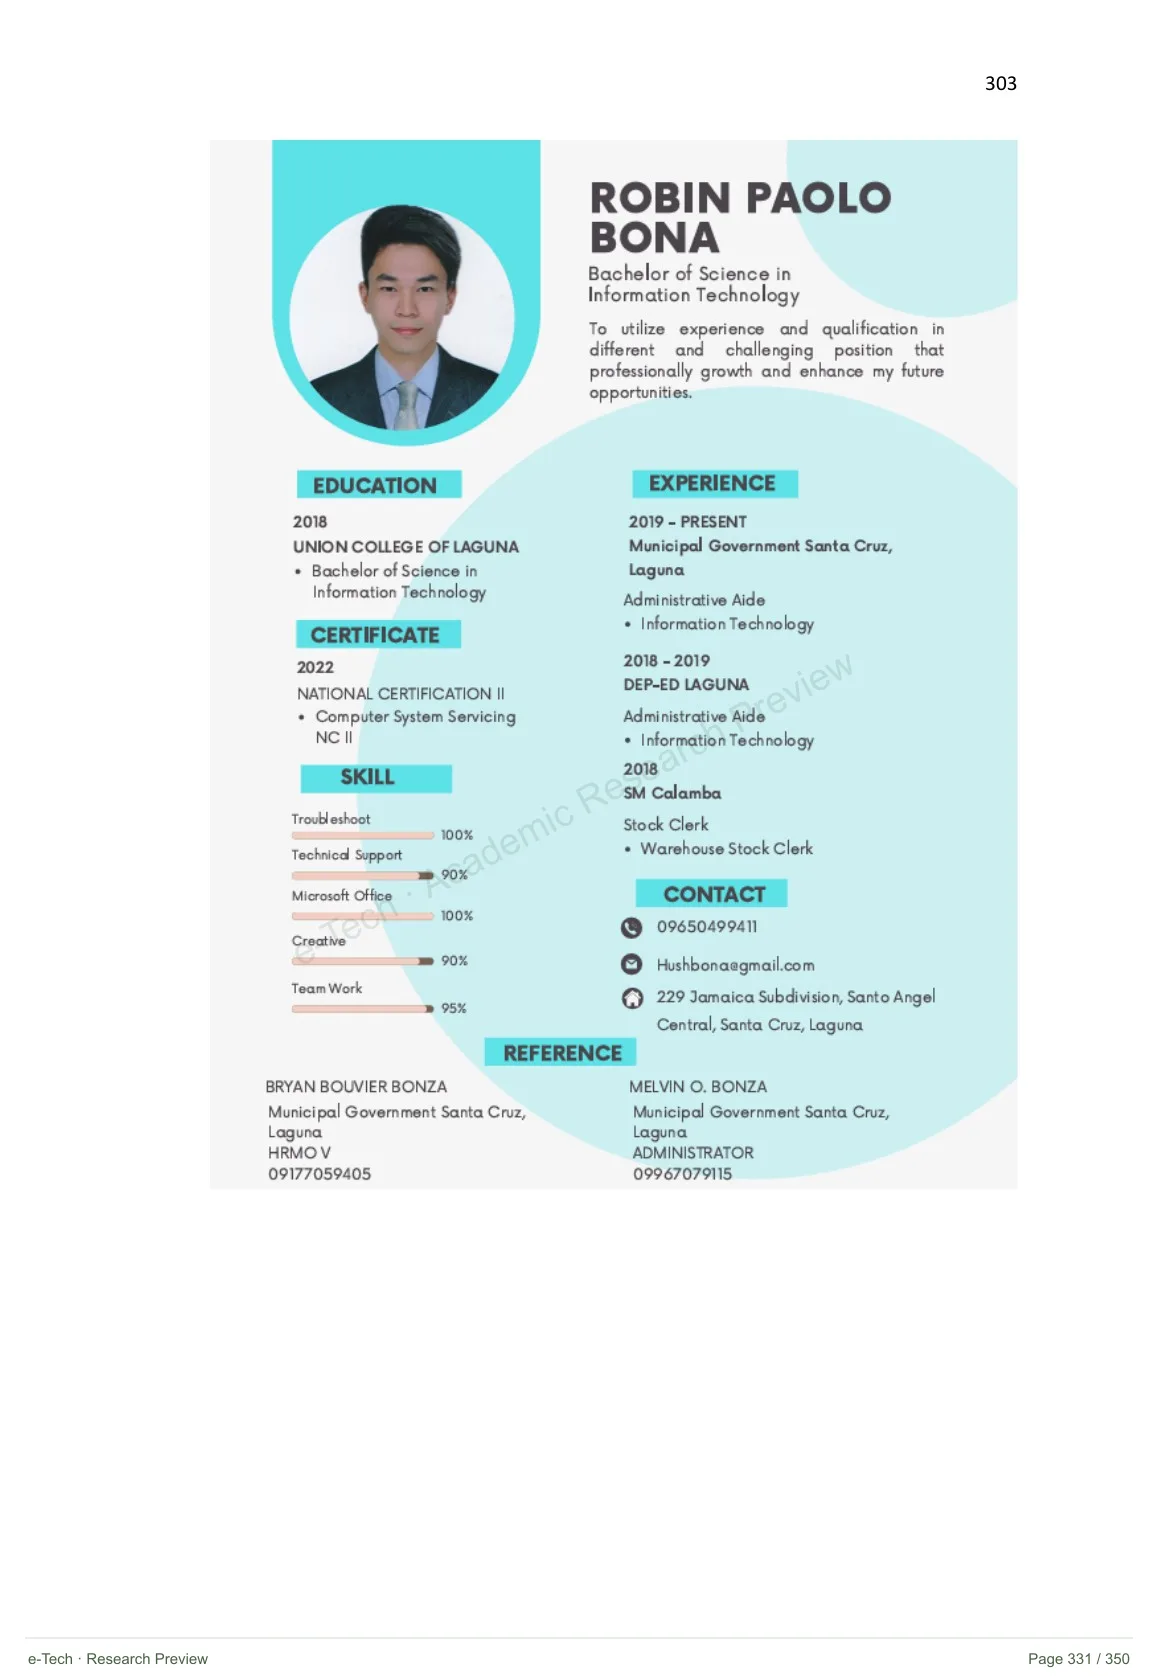 303
ROBIN PAOLO
BONA
Bachelor of Science in
Information Technology
To utilize experience and qualification in
different and challenging position that
professionally growth and enhance my future
opportunities.
EDUCATION
2018
UNION COLLEGE OF LAGUNA
• Bachelor of Science in
Information Technology
CERTIFICATE
2022
NATIONAL CERTIFICATION II
• Computer System Servicing
NC II
SKILL
Troubleshoot
100%
Technical Support
90%
Microsoft Office
100%
Creative
90%
Team Work
95%
EXPERIENCE
2019 - PRESENT
Municipal Government Santa Cruz,
Laguna
Administrative Aide
• Information Technology
2018 - 2019
DEP-ED LAGUNA
Administrative Aide
• Information Technology
2018
SM Calamba
Stock Clerk
• Warehouse Stock Clerk
CONTACT
09650499411
Hushbona@gmail.com
229 Jamaica Subdivision, Santo Angel
Central, Santa Cruz, Laguna
REFERENCE
BRYAN BOUVIER BONZA
Municipal Government Santa Cruz,
Laguna
HRMO V
09177059405
MELVIN O. BONZA
Municipal Government Santa Cruz,
Laguna
ADMINISTRATOR
09967079115
e-Tech · Academic Research Preview
e-Tech · Research Preview
Page 331 / 350